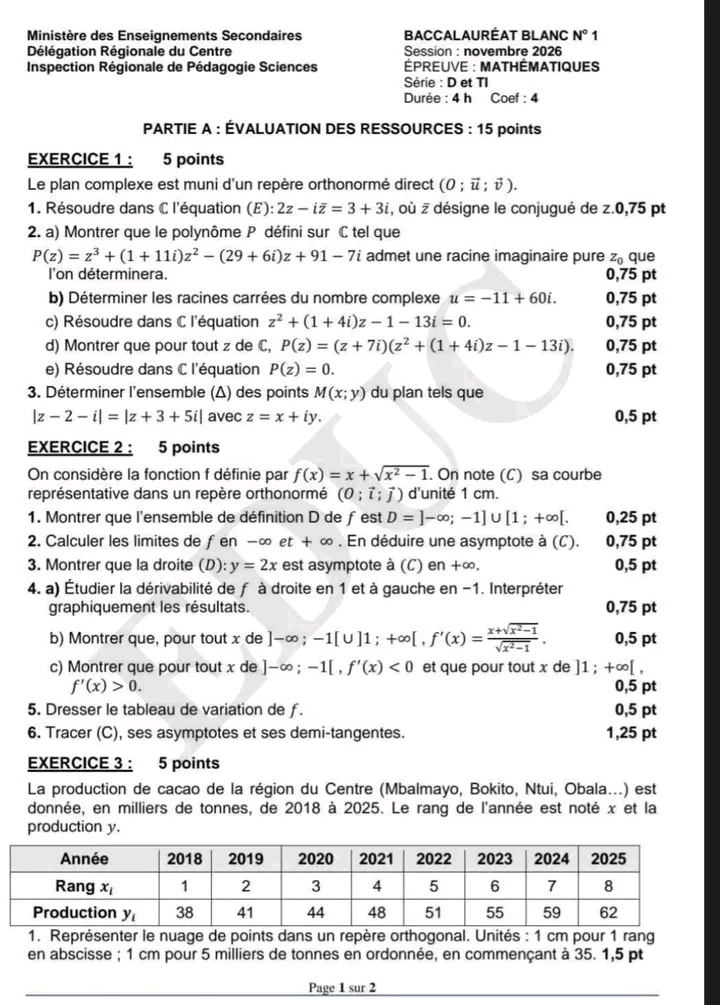 Ministère des Enseignements Secondaires
Délégation Régionale du Centre
Inspection Régionale de Pédagogie Sciences
BACCALAURÉAT BLANC N° 1
Session : novembre 2026
ÉPREUVE : MATHÉMATIQUES
Série : D et TI
Durée : 4 h Coef : 4
PARTIE A : ÉVALUATION DES RESSOURCES : 15 points
EXERCICE 1 : 5 points
Le plan complexe est muni d'un repère orthonormé direct (O ; u⃗ ; v⃗ ).
1. Résoudre dans ℂ l'équation (E): 2z − iz̄ = 3 + 3i, où z̄ désigne le conjugué de z.0,75 pt
2. a) Montrer que le polynôme P défini sur ℂ tel que
P(z) = z³ + (1 + 11i)z² − (29 + 6i)z + 91 − 7i admet une racine imaginaire pure z₀ que
l'on déterminera. 0,75 pt
b) Déterminer les racines carrées du nombre complexe u = −11 + 60i. 0,75 pt
c) Résoudre dans ℂ l'équation z² + (1 + 4i)z − 1 − 13i = 0. 0,75 pt
d) Montrer que pour tout z de ℂ, P(z) = (z + 7i)(z² + (1 + 4i)z − 1 − 13i). 0,75 pt
e) Résoudre dans ℂ l'équation P(z) = 0. 0,75 pt
3. Déterminer l'ensemble (Δ) des points M(x; y) du plan tels que
|z − 2 − i| = |z + 3 + 5i| avec z = x + iy. 0,5 pt
EXERCICE 2 : 5 points
On considère la fonction f définie par f(x) = x + √(x² − 1). On note (C) sa courbe
représentative dans un repère orthonormé (O ; i⃗ ; j⃗ ) d'unité 1 cm.
1. Montrer que l'ensemble de définition D de f est D = ]−∞; −1] ∪ [1 ; +∞[. 0,25 pt
2. Calculer les limites de f en −∞ et + ∞ . En déduire une asymptote à (C). 0,75 pt
3. Montrer que la droite (D): y = 2x est asymptote à (C) en +∞. 0,5 pt
4. a) Étudier la dérivabilité de f à droite en 1 et à gauche en −1. Interpréter
graphiquement les résultats. 0,75 pt
b) Montrer que, pour tout x de ]−∞ ; −1[ ∪ ]1 ; +∞[ , f′(x) = (x+√(x²−1))/√(x²−1) . 0,5 pt
c) Montrer que pour tout x de ]−∞ ; −1[ , f′(x) < 0 et que pour tout x de ]1 ; +∞[ ,
f′(x) > 0. 0,5 pt
5. Dresser le tableau de variation de f. 0,5 pt
6. Tracer (C), ses asymptotes et ses demi-tangentes. 1,25 pt
EXERCICE 3 : 5 points
La production de cacao de la région du Centre (Mbalmayo, Bokito, Ntui, Obala...) est
donnée, en milliers de tonnes, de 2018 à 2025. Le rang de l'année est noté x et la
production y.
Année 2018 2019 2020 2021 2022 2023 2024 2025
Rang xᵢ 1 2 3 4 5 6 7 8
Production yᵢ 38 41 44 48 51 55 59 62
1. Représenter le nuage de points dans un repère orthogonal. Unités : 1 cm pour 1 rang
en abscisse ; 1 cm pour 5 milliers de tonnes en ordonnée, en commençant à 35. 1,5 pt
Page 1 sur 2
EDUC